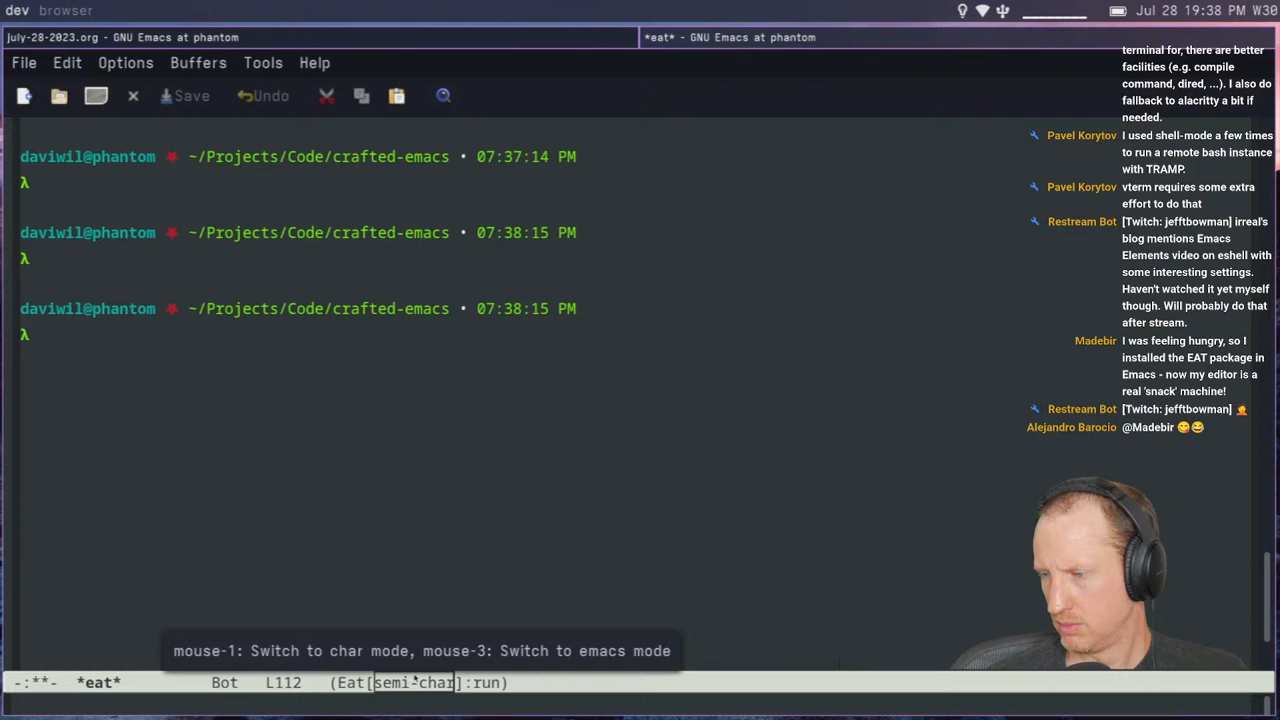 dev browser
Jul 28 19:38 PM W30
july-28-2023.org - GNU Emacs at phantom
*eat* - GNU Emacs at phantom
File Edit Options Buffers Tools Help
Save Undo
daviwil@phantom ~/Projects/Code/crafted-emacs • 07:37:14 PM
λ
daviwil@phantom ~/Projects/Code/crafted-emacs • 07:38:15 PM
λ
daviwil@phantom ~/Projects/Code/crafted-emacs • 07:38:15 PM
λ
terminal for, there are better
facilities (e.g. compile
command, dired, ...). I also do
fallback to alacritty a bit if
needed.
Pavel Korytov I used shell-mode a few times
to run a remote bash instance
with TRAMP.
Pavel Korytov vterm requires some extra
effort to do that
Restream Bot [Twitch: jefftbowman] irreal's
blog mentions Emacs
Elements video on eshell with
some interesting settings.
Haven't watched it yet myself
though. Will probably do that
after stream.
Madebir I was feeling hungry, so I
installed the EAT package in
Emacs - now my editor is a
real 'snack' machine!
Restream Bot [Twitch: jefftbowman] 🤦
Alejandro Barocio @Madebir 😋😂
mouse-1: Switch to char mode, mouse-3: Switch to emacs mode
-:**- *eat* Bot L112 (Eat[semi-char]:run)